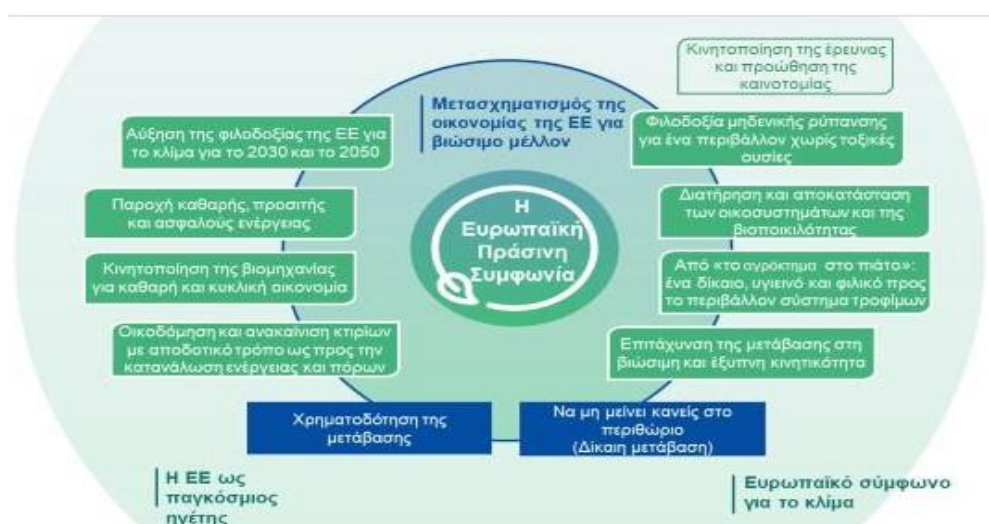 Κινητοποίηση της έρευνας
και προώθηση της
καινοτομίας
Μετασχηματισμός της
οικονομίας της ΕΕ για
βιώσιμο μέλλον
Αύξηση της φιλοδοξίας της ΕΕ για
το κλίμα για το 2030 και το 2050
Φιλοδοξία μηδενικής ρύπανσης
για ένα περιβάλλον χωρίς τοξικές
ουσίες
Παροχή καθαρής, προσιτής
και ασφαλούς ενέργειας
Η
Ευρωπαϊκή
Πράσινη
Συμφωνία
Διατήρηση και αποκατάσταση
των οικοσυστημάτων και της
βιοποικιλότητας
Κινητοποίηση της βιομηχανίας
για καθαρή και κυκλική οικονομία
Από «το αγρόκτημα στο πιάτο»:
ένα δίκαιο, υγιεινό και φιλικό προς
το περιβάλλον σύστημα τροφίμων
Οικοδόμηση και ανακαίνιση κτιρίων
με αποδοτικό τρόπο ως προς την
κατανάλωση ενέργειας και πόρων
Επιτάχυνση της μετάβασης στη
βιώσιμη και έξυπνη κινητικότητα
Χρηματοδότηση της
μετάβασης
Να μη μείνει κανείς στο
περιθώριο
(Δίκαιη μετάβαση)
Η ΕΕ ως
παγκόσμιος
ηγέτης
Ευρωπαϊκό σύμφωνο
για το κλίμα